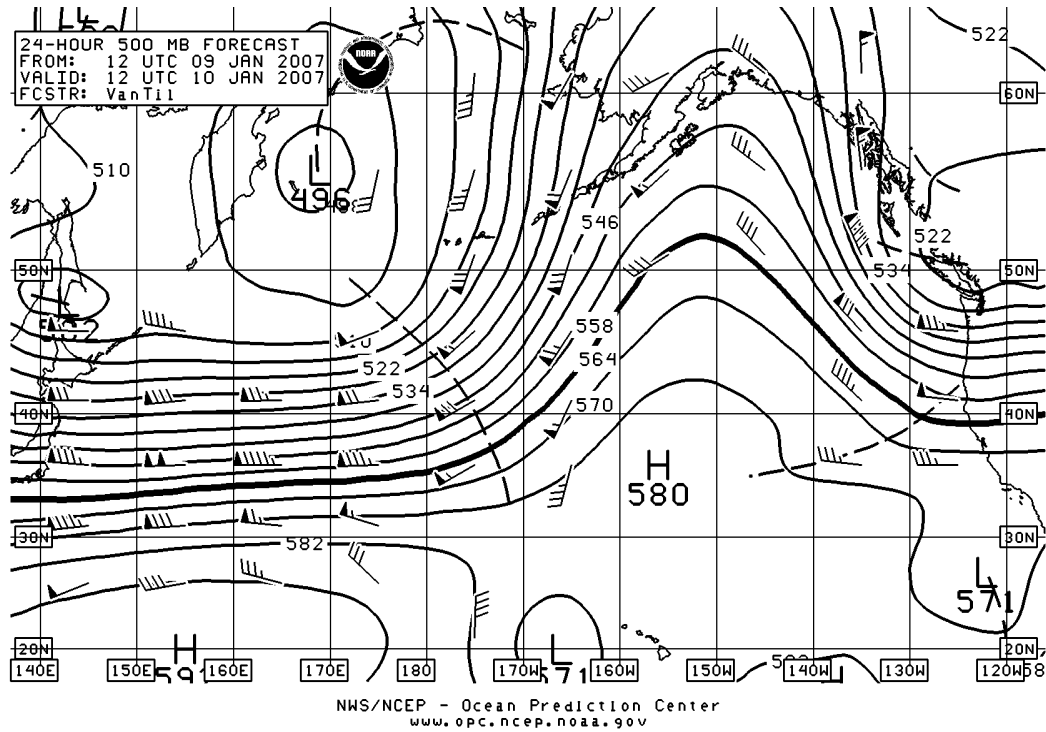 24-HOUR 500 MB FORECAST
FROM: 12 UTC 09 JAN 2007
VALID: 12 UTC 10 JAN 2007
FCSTR: VanTil
NOAA
522
60N
60N
510
L
496
546
522
50N
534
50N
558
522
564
534
570
40N
40N
H
580
30N
582
30N
L
571
20N
H
L
20N
140E
150E
160E
170E
180
170W
160W
150W
140W
130W
120W
NWS/NCEP - Ocean Prediction Center
www.opc.ncep.noaa.gov